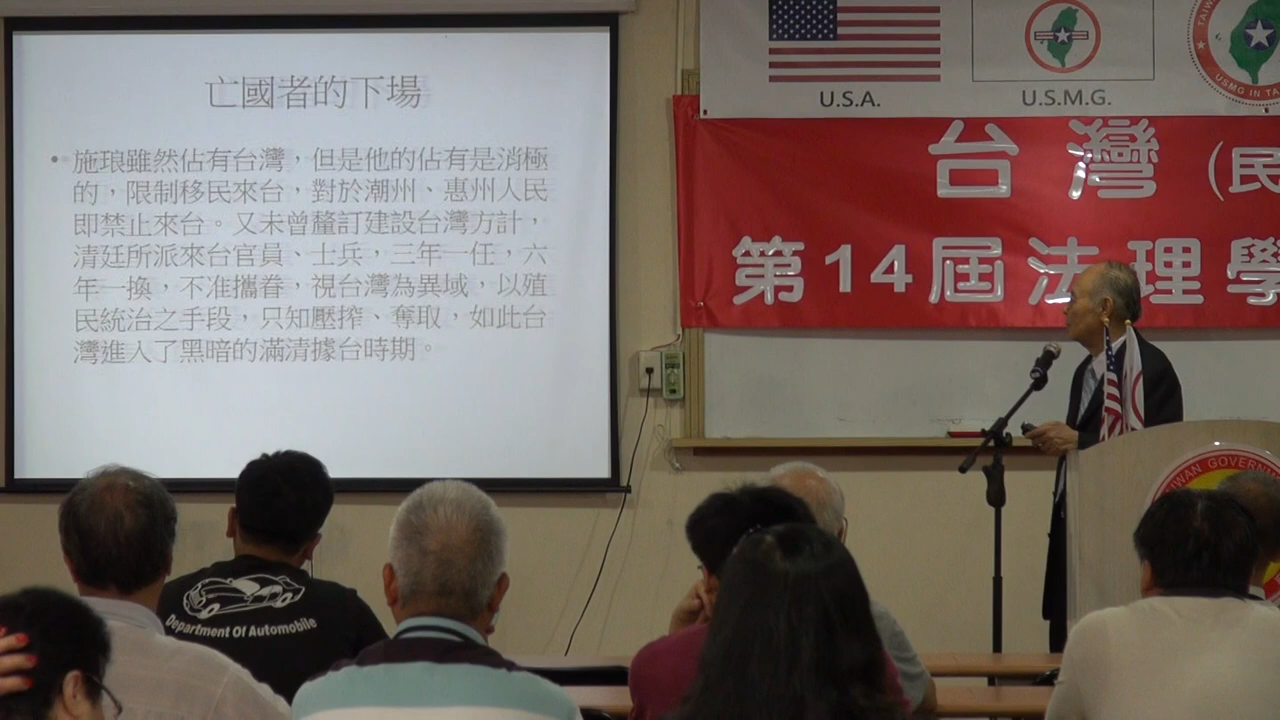 亡國者的下場
• 施琅雖然佔有台灣，但是他的佔有是消極
的，限制移民來台，對於潮州、惠州人民
即禁止來台。又未曾釐訂建設台灣方計，
清廷所派來台官員、士兵，三年一任，六
年一換，不准攜眷，視台灣為異域，以殖
民統治之手段，只知壓搾、奪取，如此台
灣進入了黑暗的滿清據台時期。
U.S.A.
U.S.M.G.
USMG IN TA
台灣（民
第14屆法理學
Department Of Automobile
TAIWAN GOVERNM